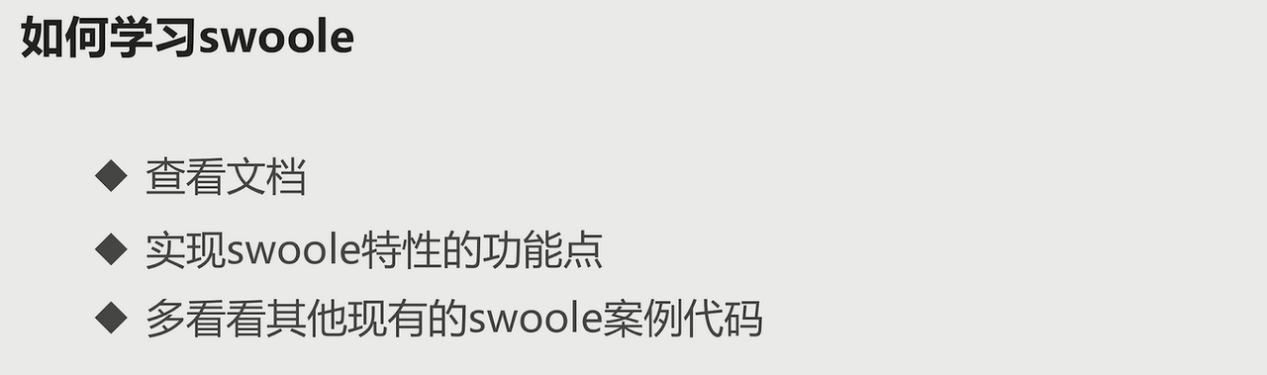 如何学习swoole
◆ 查看文档
◆ 实现swoole特性的功能点
◆ 多看看其他现有的swoole案例代码